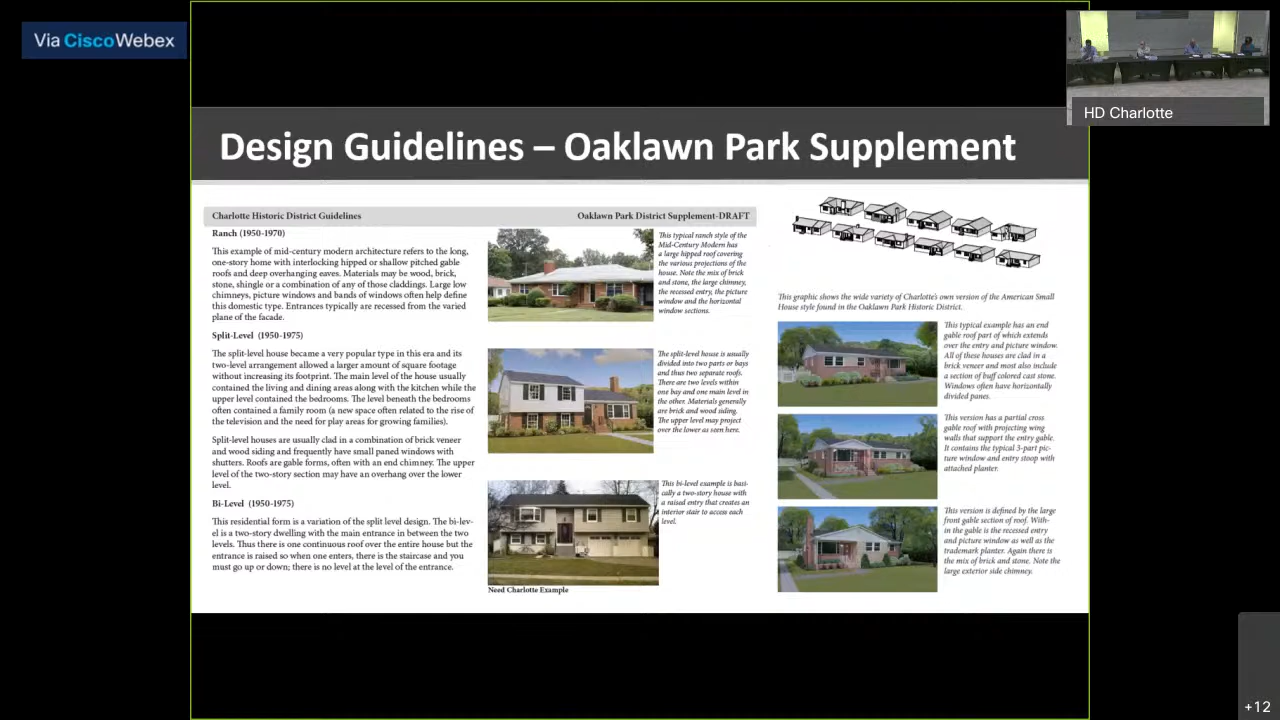 Via CiscoWebex
HD Charlotte
Design Guidelines – Oaklawn Park Supplement
Charlotte Historic District Guidelines
Oaklawn Park District Supplement-DRAFT
Ranch (1950-1970)
This example of mid-century modern architecture refers to the long,
one-story home with interlocking hipped or shallow pitched gable
roofs and deep overhanging eaves. Materials may be wood, brick,
stone, shingle or a combination of any of those claddings. Large low
chimneys, picture windows and bands of windows often help define
this domestic type. Entrances typically are recessed from the varied
plane of the facade.
Split-Level (1950-1975)
The split-level house became a very popular type in this era and its
two-level arrangement allowed a larger amount of square footage
without increasing its footprint. The main level of the house usually
contained the living and dining areas along with the kitchen while the
upper level contained the bedrooms. The level beneath the bedrooms
often contained a family room (a new space often related to the rise of
the television and the need for play areas for growing families).
Split-level houses are usually clad in a combination of brick veneer
and wood siding and frequently have small paned windows with
shutters. Roofs are gable forms, often with an end chimney. The upper
level of the two-story section may have an overhang over the lower
level.
Bi-Level (1950-1975)
This residential form is a variation of the split level design. The bi-lev-
el is a two-story dwelling with the main entrance in between the two
levels. Thus there is one continuous roof over the entire house but the
entrance is raised so when one enters, there is the staircase and you
must go up or down; there is no level at the level of the entrance.
This typical ranch style of the
Mid-Century Modern has
a large hipped roof covering
the various projections of the
house. Note the mix of brick
and stone, the large chimney,
the recessed entry, the picture
window and the horizontal
window sections.
The split-level house is usually
divided into two parts or bays
and thus two separate roofs.
There are two levels within
one bay and one main level in
the other. Materials generally
are brick and wood siding.
The upper level may project
over the lower as seen here.
This bi-level example is basi-
cally a two-story house with
a raised entry that creates an
interior stair to access each
level.
Need Charlotte Example
This graphic shows the wide variety of Charlotte's own version of the American Small
House style found in the Oaklawn Park Historic District.
This typical example has an end
gable roof part of which extends
over the entry and picture window.
All of these houses are clad in a
brick veneer and most also include
a section of buff colored cast stone.
Windows often have horizontally
divided panes.
This version has a partial cross
gable roof with projecting wing
walls that support the entry gable.
It contains the typical 3-part pic-
ture window and entry stoop with
attached planter.
This version is defined by the large
front gable section of roof. With-
in the gable is the recessed entry
and picture window as well as the
trademark planter. Again there is
the mix of brick and stone. Note the
large exterior side chimney.
+12